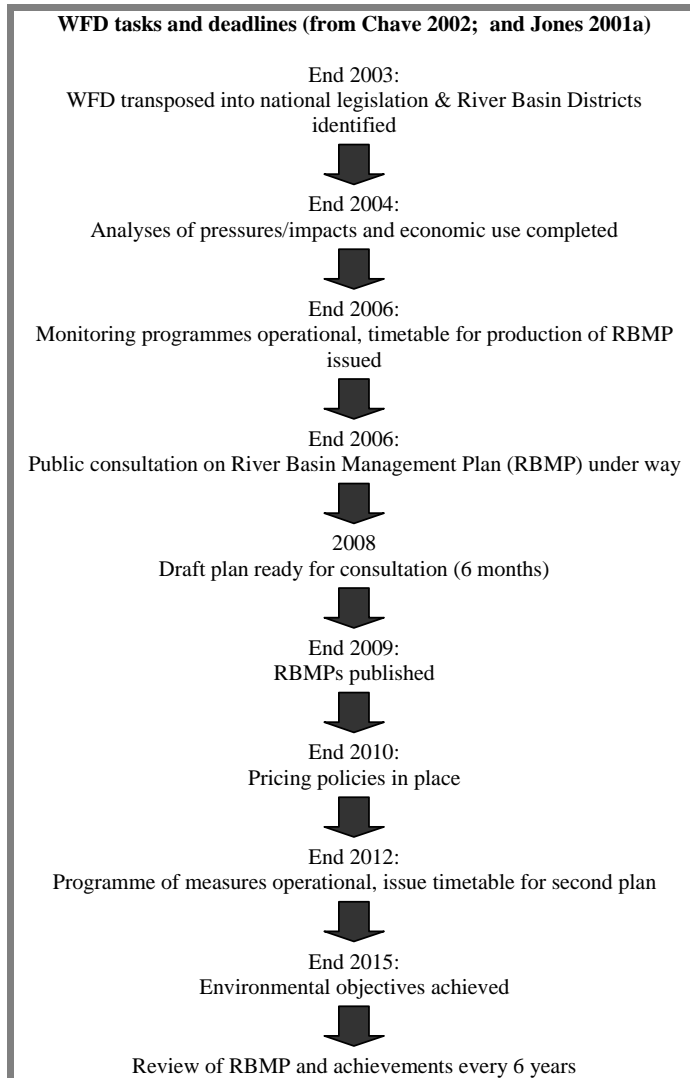 WFD tasks and deadlines (from Chave 2002;  and Jones 2001a)
End 2003:
WFD transposed into national legislation & River Basin Districts
identified
End 2004:
Analyses of pressures/impacts and economic use completed
End 2006:
Monitoring programmes operational, timetable for production of RBMP
issued
End 2006:
Public consultation on River Basin Management Plan (RBMP) under way
2008
Draft plan ready for consultation (6 months)
End 2009:
RBMPs published
End 2010:
Pricing policies in place
End 2012:
Programme of measures operational, issue timetable for second plan
End 2015:
Environmental objectives achieved
Review of RBMP and achievements every 6 years